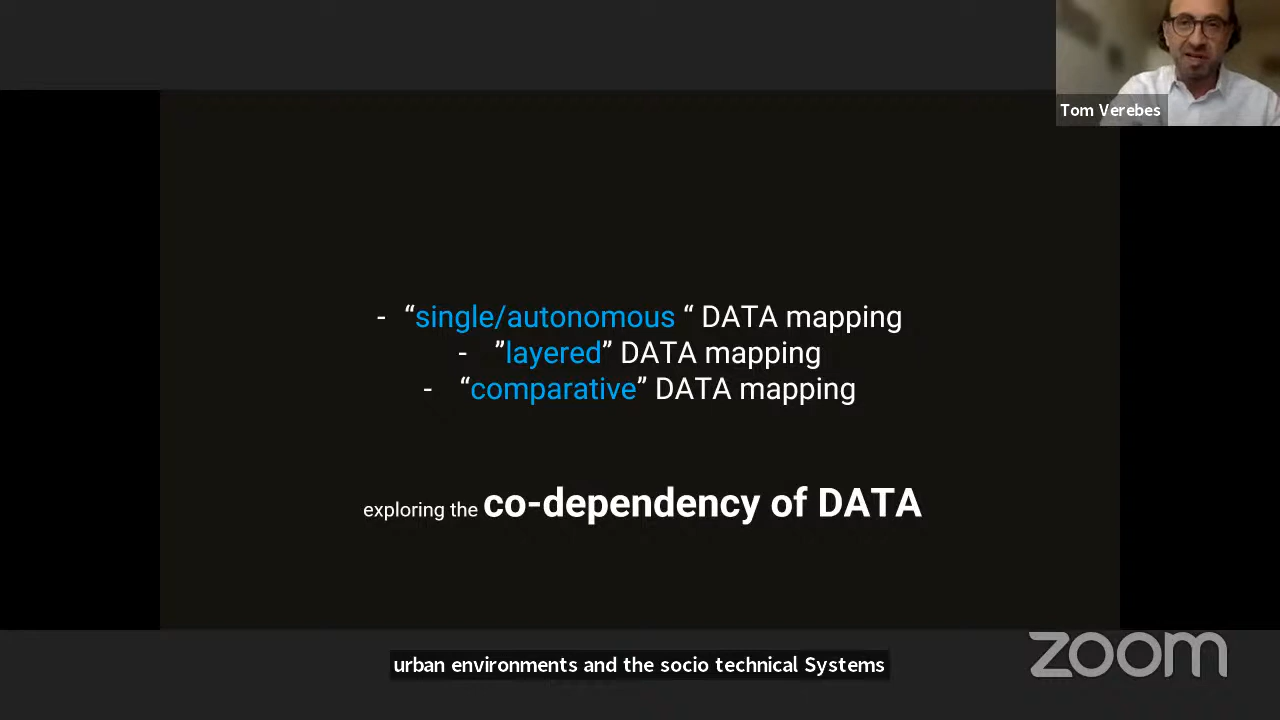 Tom Verebes
- “single/autonomous “ DATA mapping
- ”layered” DATA mapping
- “comparative” DATA mapping
exploring the co-dependency of DATA
urban environments and the socio technical Systems
zoom